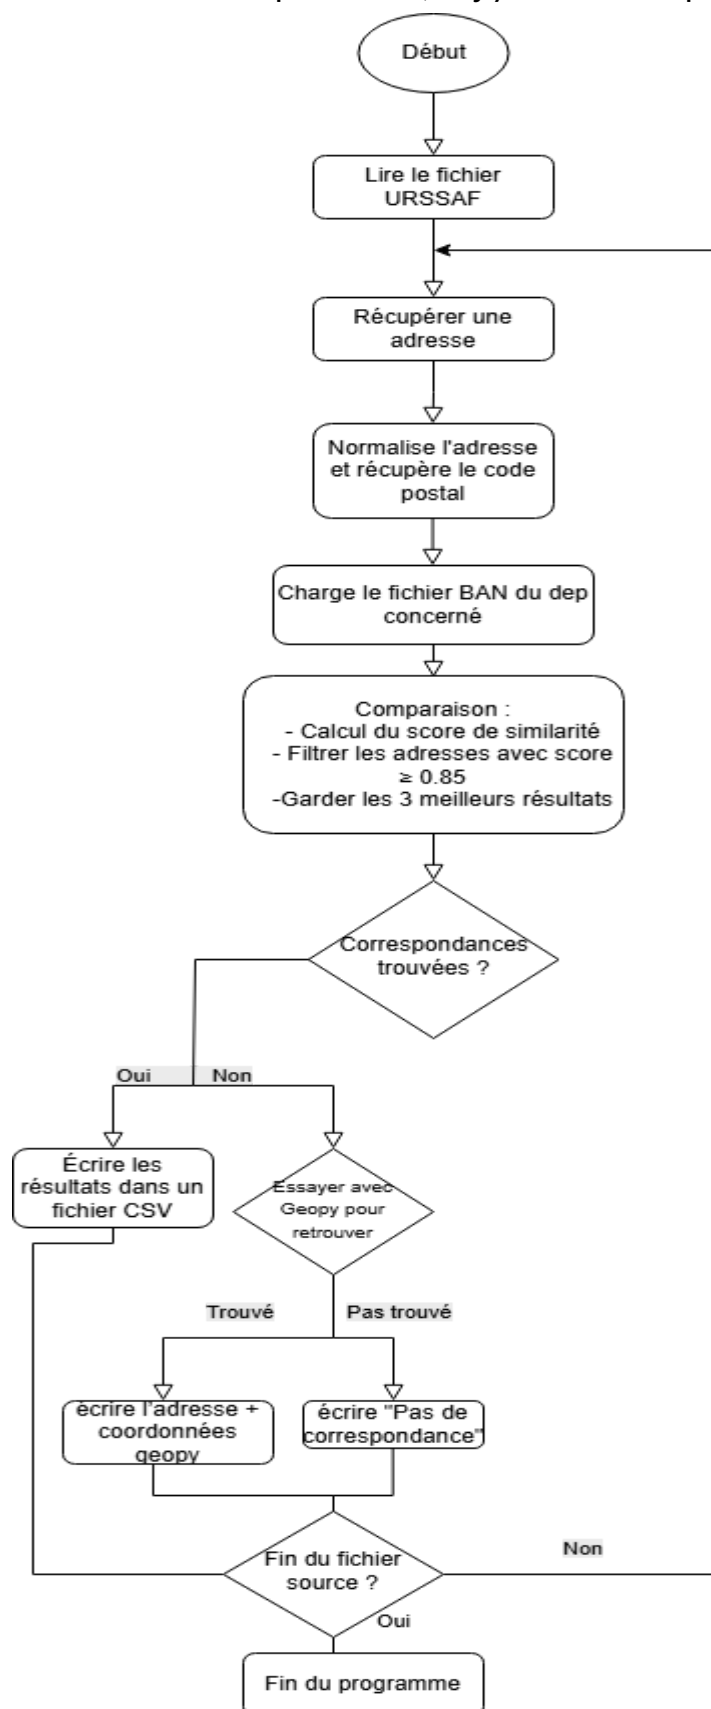 Début
Lire le fichier
URSSAF
Récupérer une
adresse
Normalise l'adresse
et récupère le code
postal
Charge le fichier BAN du dep
concerné
Comparaison :
- Calcul du score de similarité
- Filtrer les adresses avec score
≥ 0.85
-Garder les 3 meilleurs résultats
Correspondances
trouvées ?
Oui
Non
Écrire les
résultats dans un
fichier CSV
Essayer avec
Geopy pour
retrouver
Trouvé
Pas trouvé
écrire l'adresse +
coordonnées
geopy
écrire "Pas de
correspondance"
Fin du fichier
source ?
Non
Oui
Fin du programme